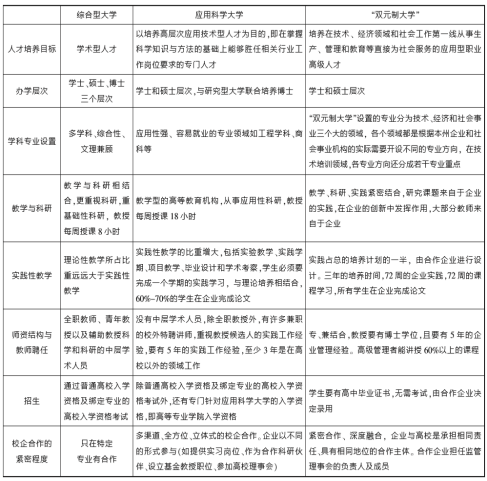 综合型大学
应用科学大学
“双元制大学”
人才培养目标
学术型人才
以培养高层次应用技术型人才为目的,即在掌握
科学知识与方法的基础上能够胜任相关行业工
作岗位要求的专门人才
培养在技术、经济领域和社会工作第一线从事生
产、管理和教育等直接为社会服务的应用型职业
高级人才
办学层次
学士、硕士、博士
三个层次
学士和硕士层次,与研究型大学联合培养博士
学士和硕士层次
学科专业设置
多学科、综合性、
文理兼顾
应用性强、容易就业的专业领域如工程学科、商
科等
“双元制大学”设置的专业分为技术、经济和社会事
业三个大的领域，各个领域都是根据本州企业和社
会事业机构的实际需要开设不同的专业方向，在技
术培训领域,各专业方向还分成若干专业重点
教学与科研
教学与科研相结
合,更重视科研,重
基础性科研，教授
每周授课 8 小时
教学型的高等教育机构,从事应用性科研,教授
每周授课 18 小时
教学、科研、实践紧密结合,研究课题来自于企业
的实践,在企业的创新中发挥作用,大部分教师来
自于企业
实践性教学
理论性教学所占比
重远远大于实践性
教学
实践性教学的比重增大,包括实验教学、实践学
期、项目教学、毕业设计和学术考察,学生必须要
完成一个学期的实践学习，与理论培养相结合,
60%-70%的学生在企业完成论文
实践占总的培养计划的一半，由合作企业进行设
计。三年的培养时间,72 周的企业实践,72 周的课
程学习,所有学生在企业完成论文
师资结构与
教师聘任
全职教师、青年教
授以及辅助教授科
学和科研的中层学
术人员
没有中层学术人员,除全职教授外,有许多兼职
的校外特聘讲师,重视教授候选人的实践工作经
验,要有 5 年的实践工作经验,至少 3 年是在高
校以外的领域工作
专、兼结合,教授要有博士学位,且要有 5 年的企
业管理经验。高级管理者能讲授 60%以上的课程
招生
通过普通高校入学
资格及绑定专业的
高校入学资格考试
除普通高校入学资格及绑定专业的高校入学资
格考试外,还有专门针对应用科学大学的入学资
格,即高等专业学院入学资格
学生要有高中毕业证书,无需考试,由合作企业决
定录用
校企合作的
紧密程度
只在特定
专业有合作
多渠道、全方位、立体式的校企合作。企业以不同
的形式参与(如提供实习岗位,作为合作科研伙
伴,设立基金教授职位,参加高校理事会)
紧密合作、深度融合，企业与高校是承担相同责
任、具有相同地位的合作主体。合作企业担任监管
理事会的负责人及成员